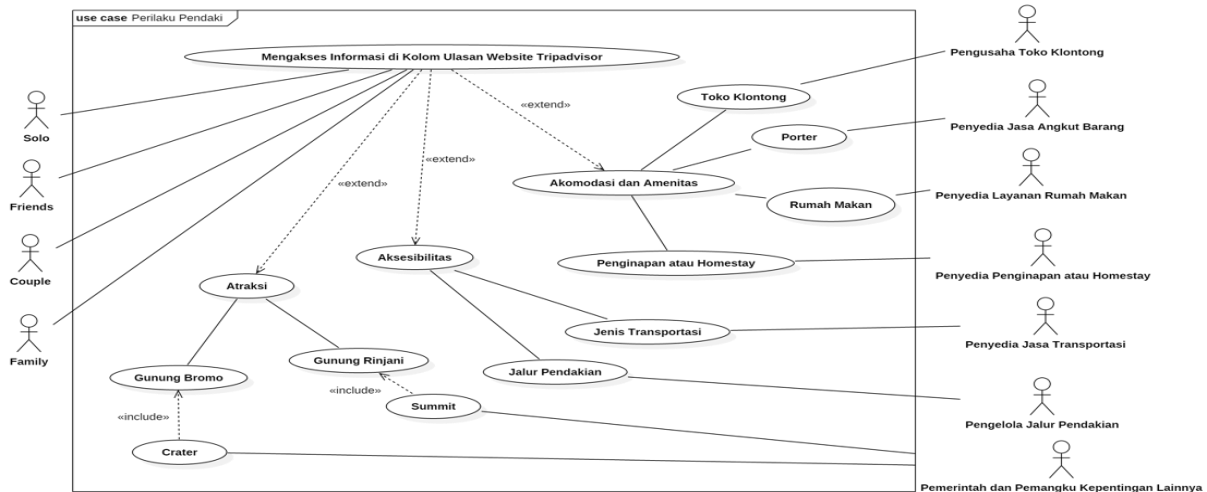 use case Perilaku Pendaki
Mengakses Informasi di Kolom Ulasan Website Tripadvisor
Pengusaha Toko Klontong
Toko Klontong
«extend»
Solo
Porter
Penyedia Jasa Angkut Barang
«extend»
«extend»
Akomodasi dan Amenitas
Friends
Rumah Makan
Penyedia Layanan Rumah Makan
Aksesibilitas
Penginapan atau Homestay
Couple
Penyedia Penginapan atau Homestay
Atraksi
Jenis Transportasi
Penyedia Jasa Transportasi
Family
Gunung Rinjani
Gunung Bromo
Jalur Pendakian
«include»
Summit
«include»
Pengelola Jalur Pendakian
Crater
Pemerintah dan Pemangku Kepentingan Lainnya